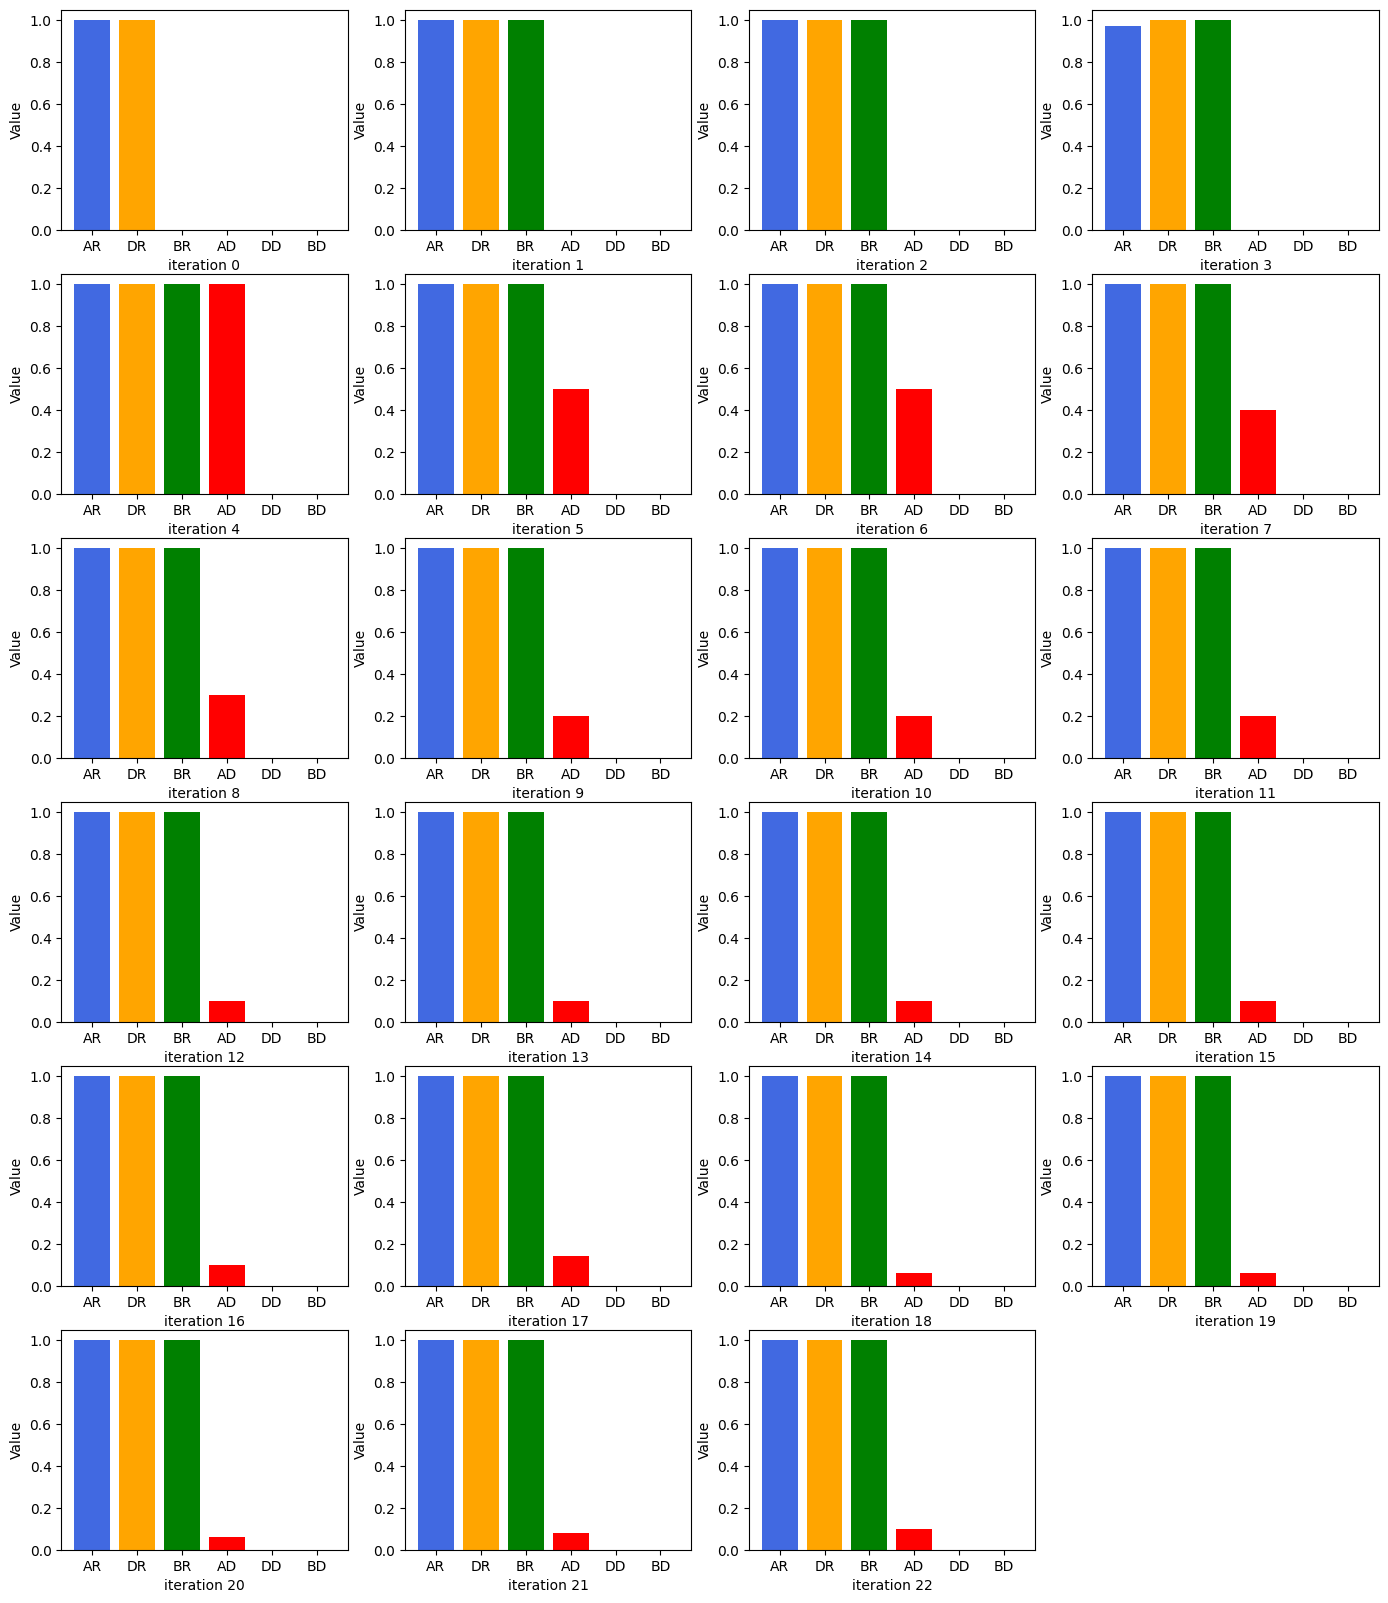 Value
1.0
0.8
0.6
0.4
0.2
0.0
AR DR BR AD DD BD
iteration 0
Value
1.0
0.8
0.6
0.4
0.2
0.0
AR DR BR AD DD BD
iteration 1
Value
1.0
0.8
0.6
0.4
0.2
0.0
AR DR BR AD DD BD
iteration 2
Value
1.0
0.8
0.6
0.4
0.2
0.0
AR DR BR AD DD BD
iteration 3
Value
1.0
0.8
0.6
0.4
0.2
0.0
AR DR BR AD DD BD
iteration 4
Value
1.0
0.8
0.6
0.4
0.2
0.0
AR DR BR AD DD BD
iteration 5
Value
1.0
0.8
0.6
0.4
0.2
0.0
AR DR BR AD DD BD
iteration 6
Value
1.0
0.8
0.6
0.4
0.2
0.0
AR DR BR AD DD BD
iteration 7
Value
1.0
0.8
0.6
0.4
0.2
0.0
AR DR BR AD DD BD
iteration 8
Value
1.0
0.8
0.6
0.4
0.2
0.0
AR DR BR AD DD BD
iteration 9
Value
1.0
0.8
0.6
0.4
0.2
0.0
AR DR BR AD DD BD
iteration 10
Value
1.0
0.8
0.6
0.4
0.2
0.0
AR DR BR AD DD BD
iteration 11
Value
1.0
0.8
0.6
0.4
0.2
0.0
AR DR BR AD DD BD
iteration 12
Value
1.0
0.8
0.6
0.4
0.2
0.0
AR DR BR AD DD BD
iteration 13
Value
1.0
0.8
0.6
0.4
0.2
0.0
AR DR BR AD DD BD
iteration 14
Value
1.0
0.8
0.6
0.4
0.2
0.0
AR DR BR AD DD BD
iteration 15
Value
1.0
0.8
0.6
0.4
0.2
0.0
AR DR BR AD DD BD
iteration 16
Value
1.0
0.8
0.6
0.4
0.2
0.0
AR DR BR AD DD BD
iteration 17
Value
1.0
0.8
0.6
0.4
0.2
0.0
AR DR BR AD DD BD
iteration 18
Value
1.0
0.8
0.6
0.4
0.2
0.0
AR DR BR AD DD BD
iteration 19
Value
1.0
0.8
0.6
0.4
0.2
0.0
AR DR BR AD DD BD
iteration 20
Value
1.0
0.8
0.6
0.4
0.2
0.0
AR DR BR AD DD BD
iteration 21
Value
1.0
0.8
0.6
0.4
0.2
0.0
AR DR BR AD DD BD
iteration 22